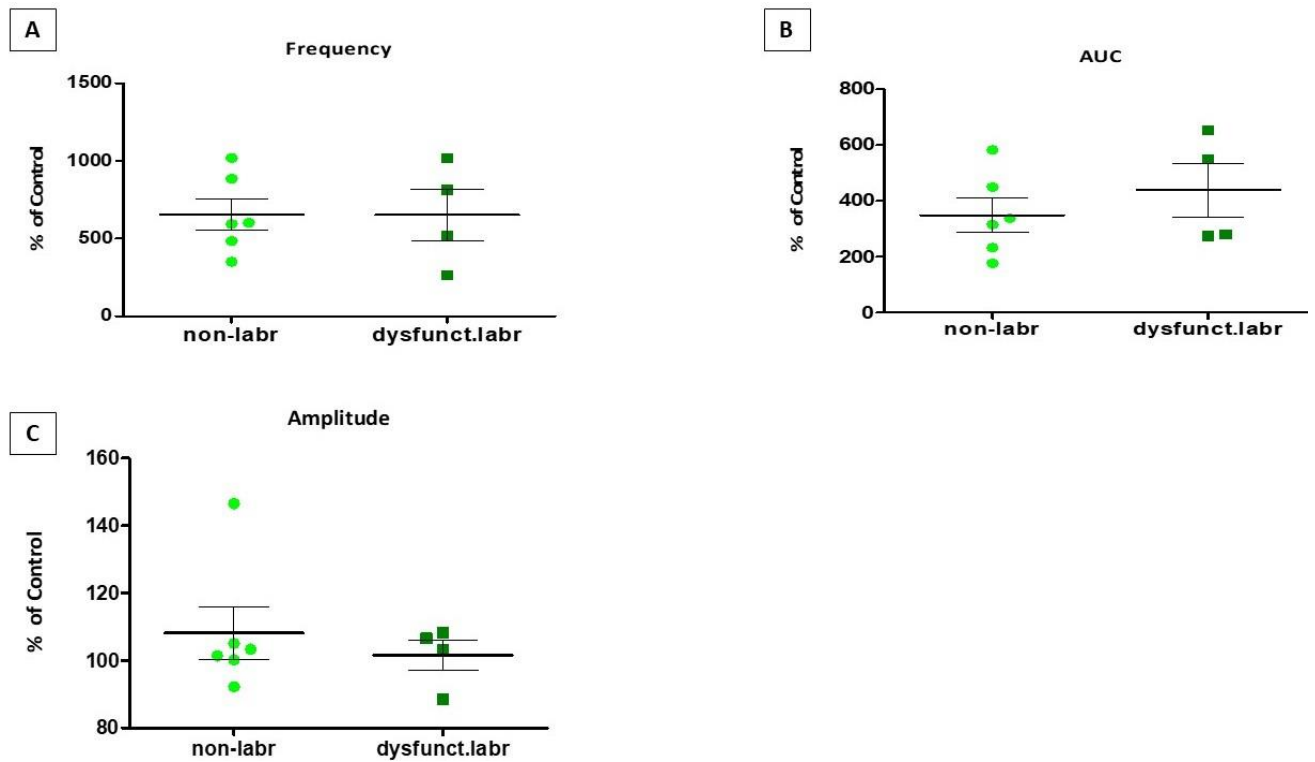 A
Frequency
% of Control
1500
1000
500
0
non-labr
dysfunct.labr
B
AUC
% of Control
800
600
400
200
0
non-labr
dysfunct.labr
C
Amplitude
% of Control
160
140
120
100
80
non-labr
dysfunct.labr